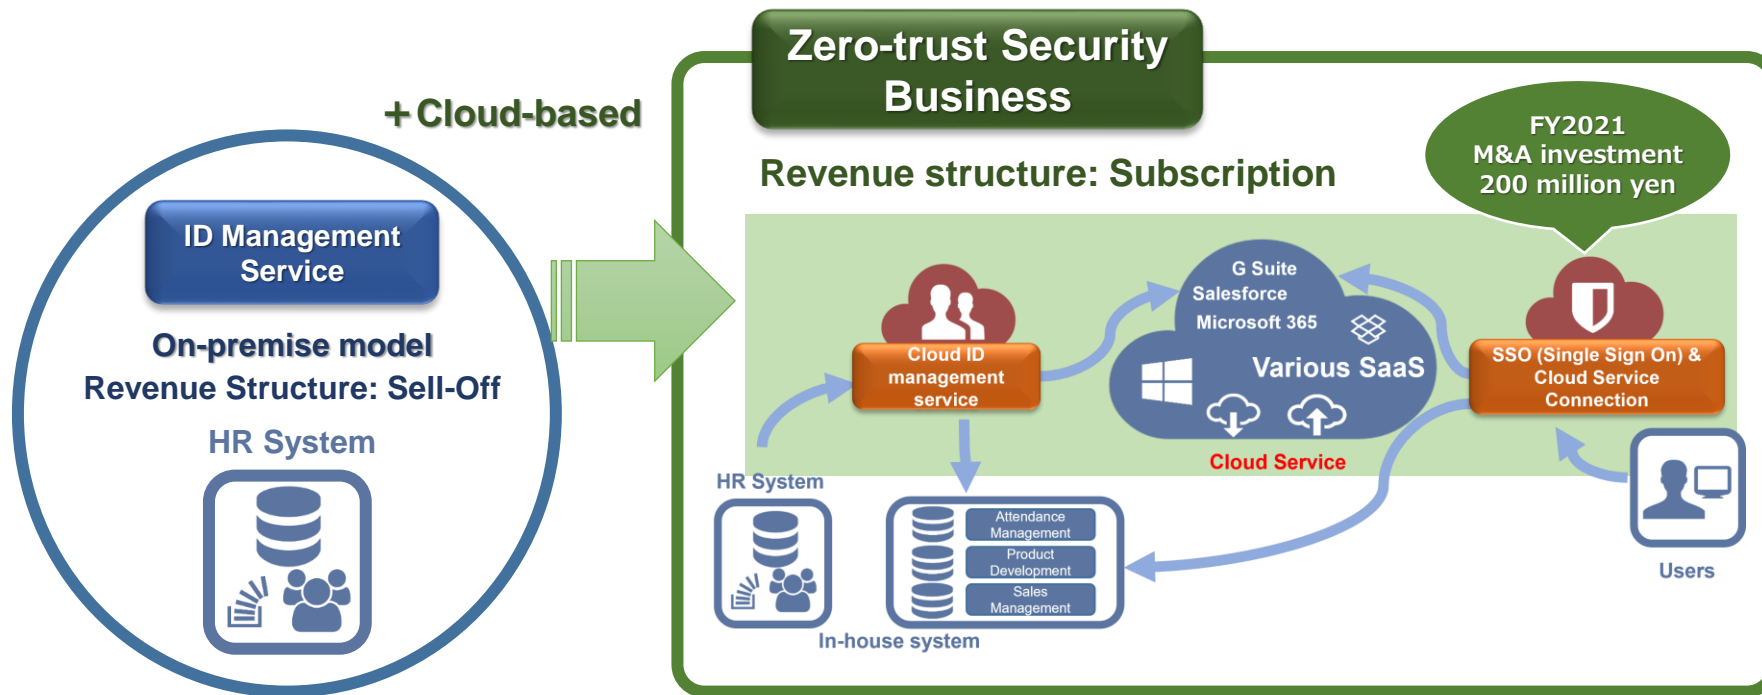 Zero-trust Security
Business
＋Cloud-based
FY2021
M&A investment
200 million yen
Revenue structure: Subscription
ID Management
Service
On-premise model
Revenue Structure: Sell-Off
HR System
G Suite
Salesforce
Microsoft 365
Various SaaS
Cloud ID
management
service
SSO (Single Sign On) &
Cloud Service
Connection
Cloud Service
HR System
Attendance
Management
Product
Development
Sales
Management
In-house system
Users